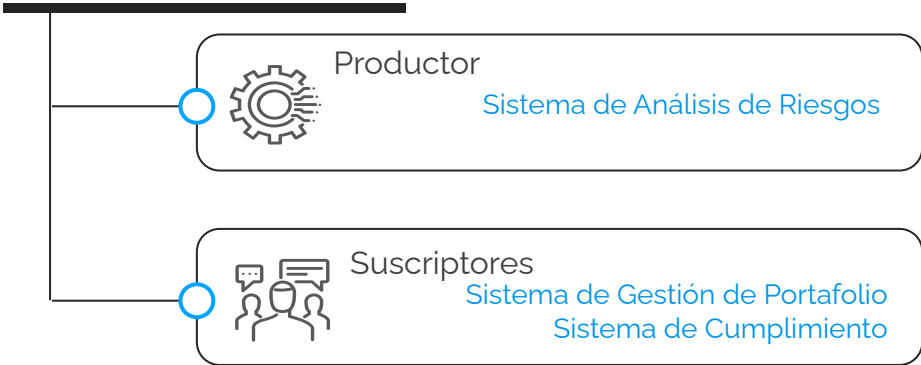 Productor
Sistema de Análisis de Riesgos
Suscriptores
Sistema de Gestión de Portafolio
Sistema de Cumplimiento